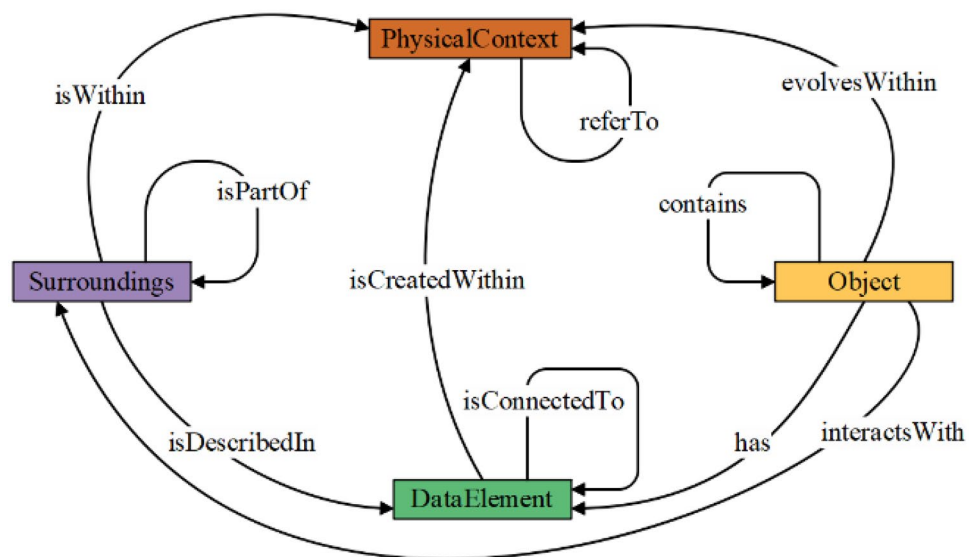 PhysicalContext
isWithin
evolvesWithin
referTo
isPartOf
contains
Surroundings
isCreatedWithin
Object
isConnectedTo
isDescribedIn
has
interactsWith
DataElement